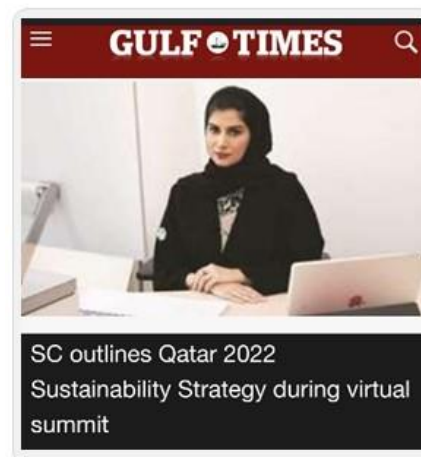 GULF TIMES
SC outlines Qatar 2022
Sustainability Strategy during virtual
summit